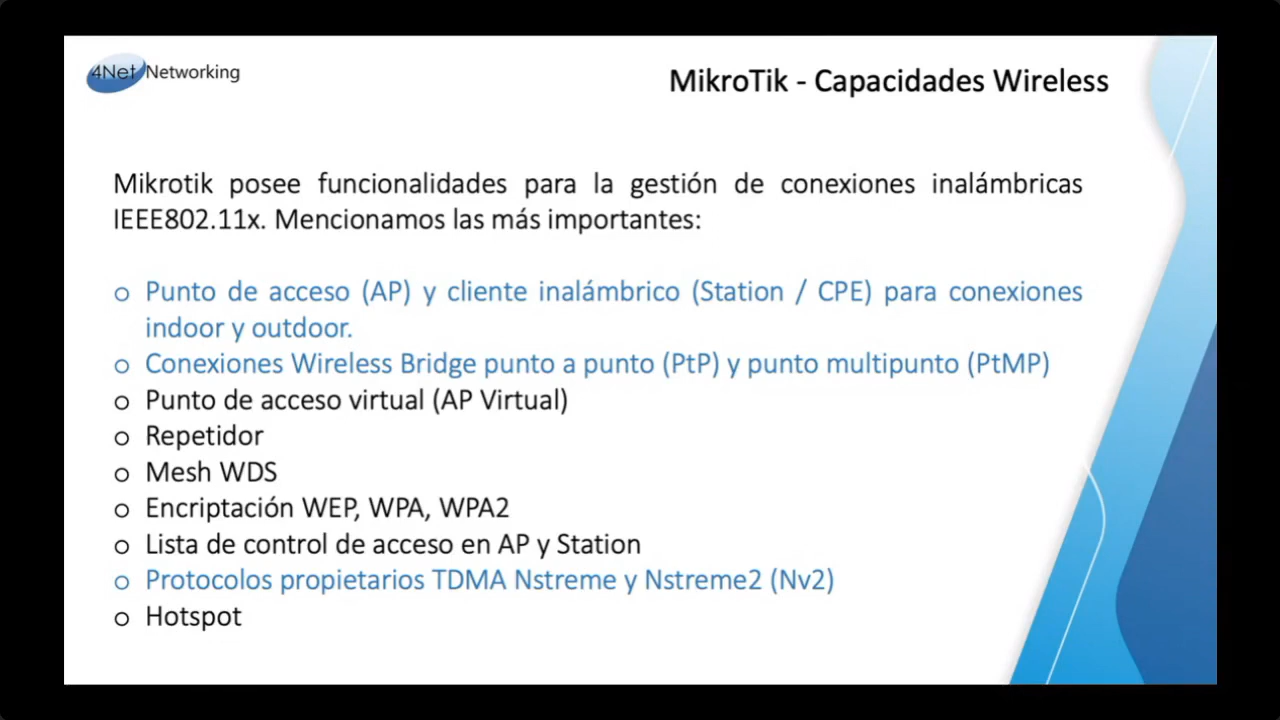 4Net Networking
MikroTik - Capacidades Wireless
Mikrotik posee funcionalidades para la gestión de conexiones inalámbricas
IEEE802.11x. Mencionamos las más importantes:
o Punto de acceso (AP) y cliente inalámbrico (Station / CPE) para conexiones
indoor y outdoor.
o Conexiones Wireless Bridge punto a punto (PtP) y punto multipunto (PtMP)
o Punto de acceso virtual (AP Virtual)
o Repetidor
o Mesh WDS
o Encriptación WEP, WPA, WPA2
o Lista de control de acceso en AP y Station
o Protocolos propietarios TDMA Nstreme y Nstreme2 (Nv2)
o Hotspot